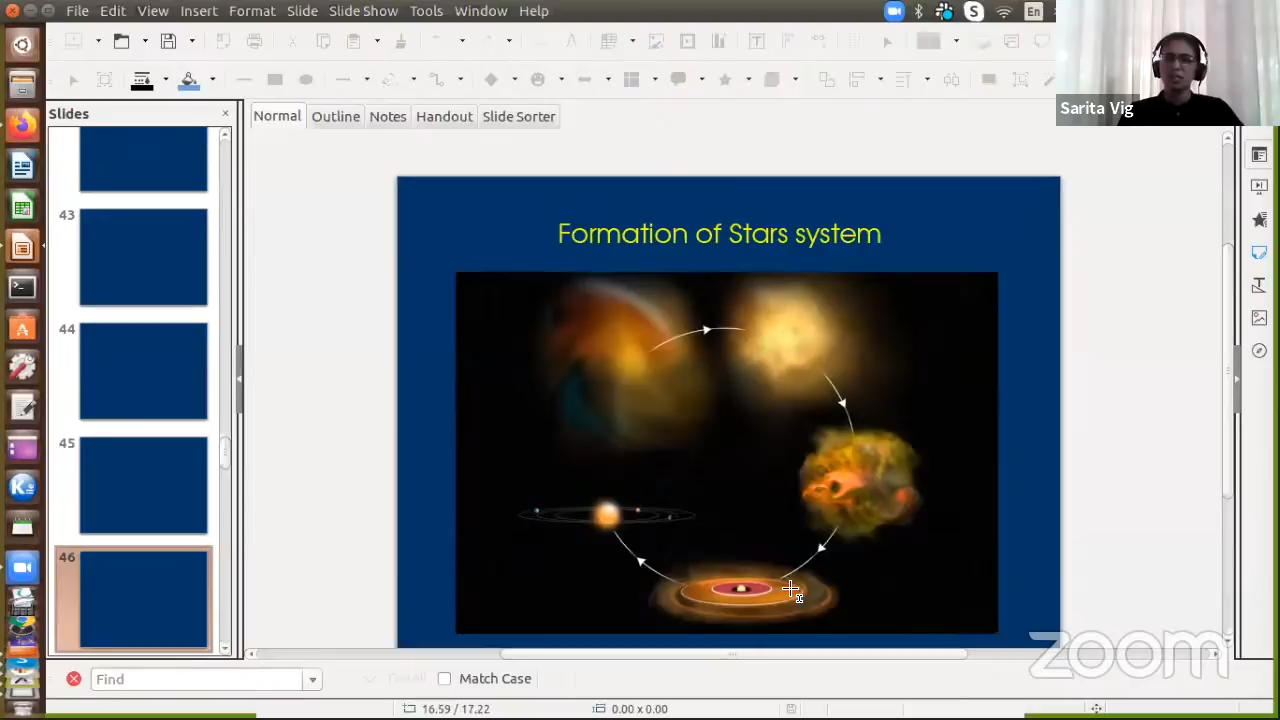 File Edit View Insert Format Slide Slide Show Tools Window Help
En
Sarita Vig
Slides
Normal Outline Notes Handout Slide Sorter
43
44
45
46
Formation of Stars system
zoom
Find
Match Case
16.59 / 17.22
0.00 x 0.00